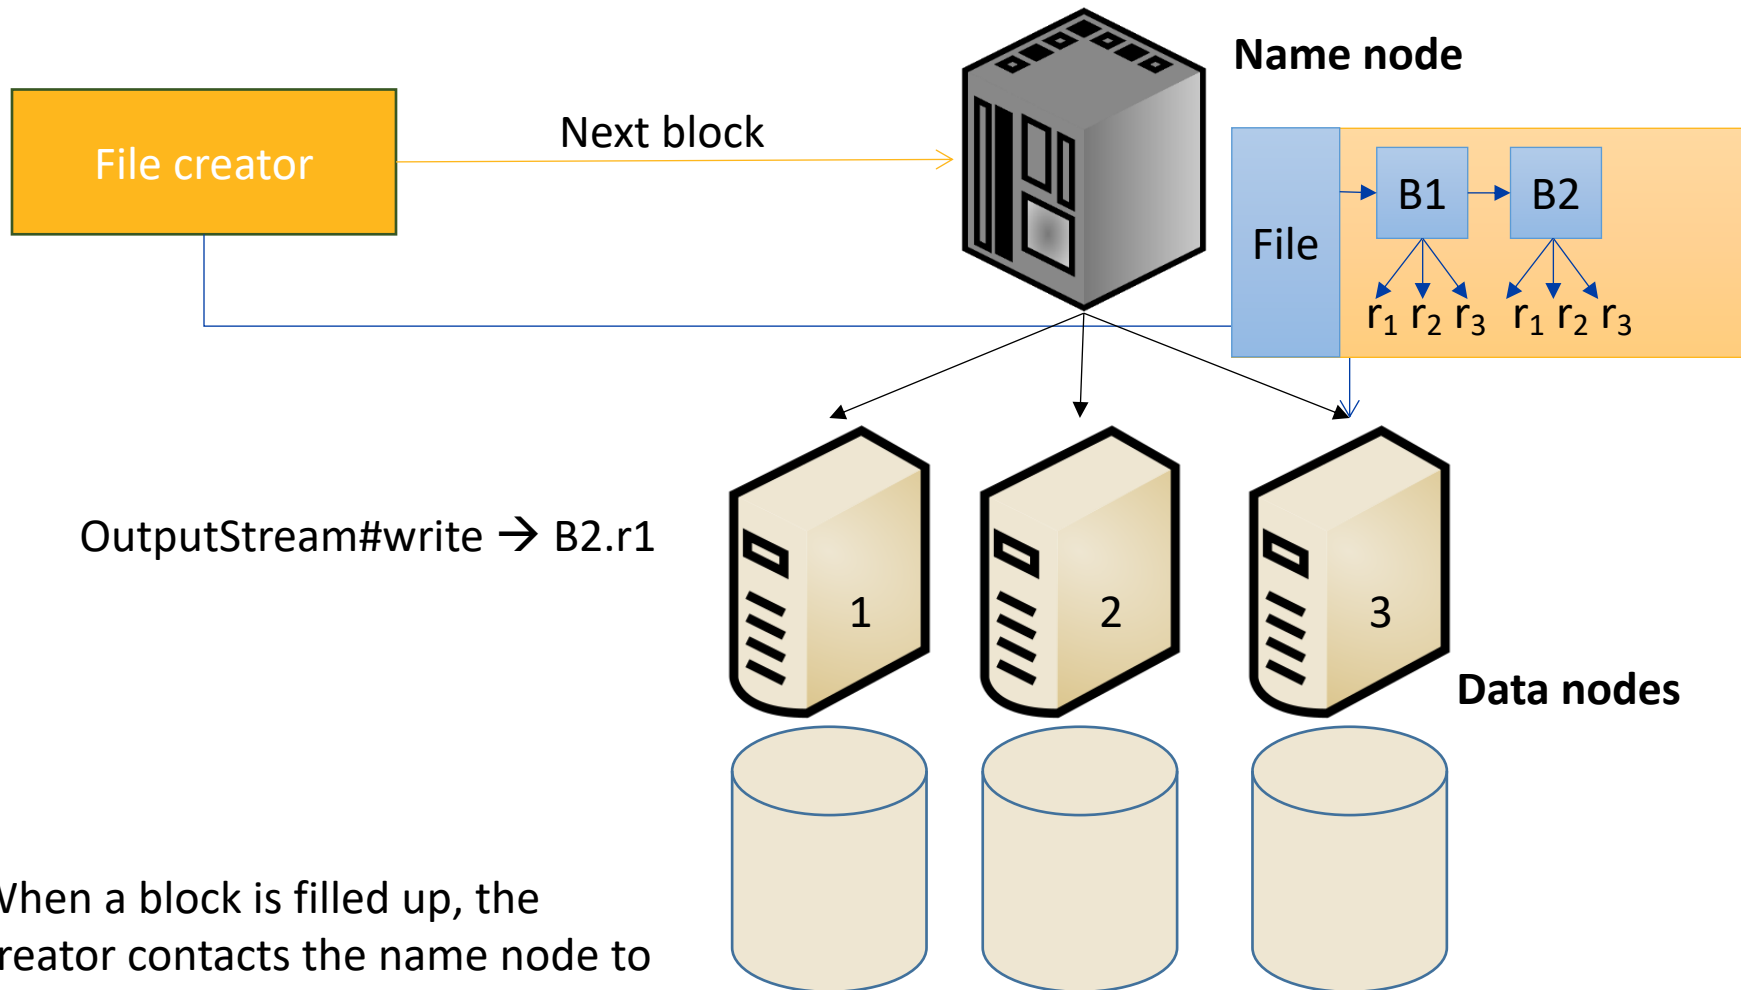 Name node
File creator
Next block
File
B1
B2
r1 r2 r3
r1 r2 r3
OutputStream#write → B2.r1
1
2
3
Data nodes
When a block is filled up, the
creator contacts the name node to